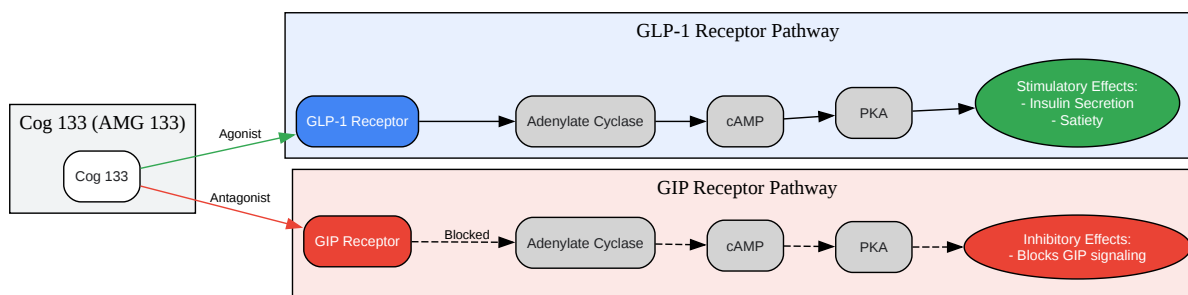 GLP-1 Receptor Pathway
Stimulatory Effects:
- Insulin Secretion
- Satiety
Cog 133 (AMG 133)
Cog 133
Agonist
GLP-1 Receptor
Adenylate Cyclase
cAMP
PKA
Antagonist
GIP Receptor Pathway
GIP Receptor
Blocked
Adenylate Cyclase
cAMP
PKA
Inhibitory Effects:
- Blocks GIP signaling